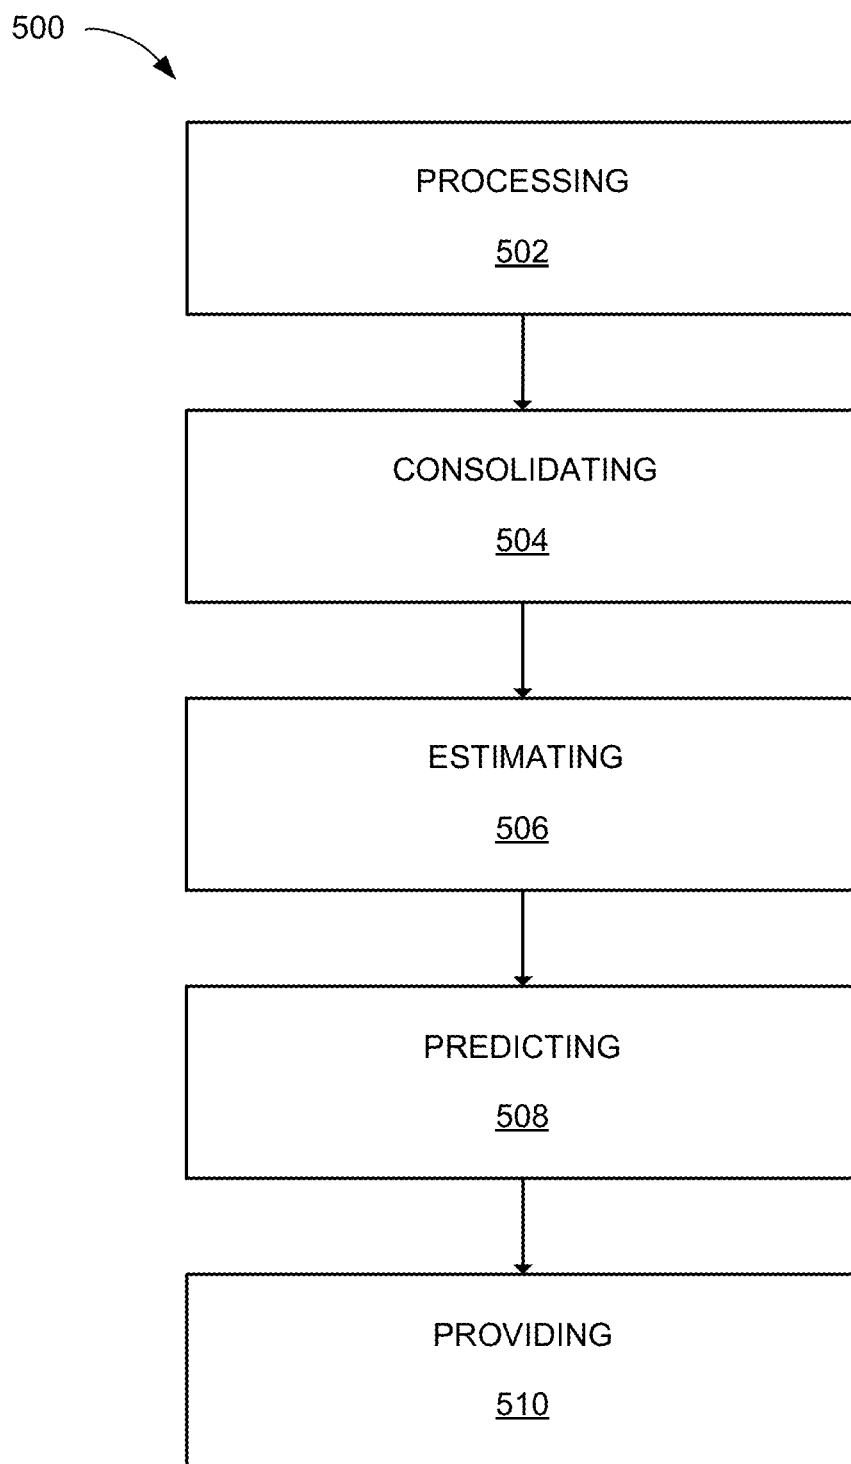 500
PROCESSING
502
CONSOLIDATING
504
ESTIMATING
506
PREDICTING
508
PROVIDING
510